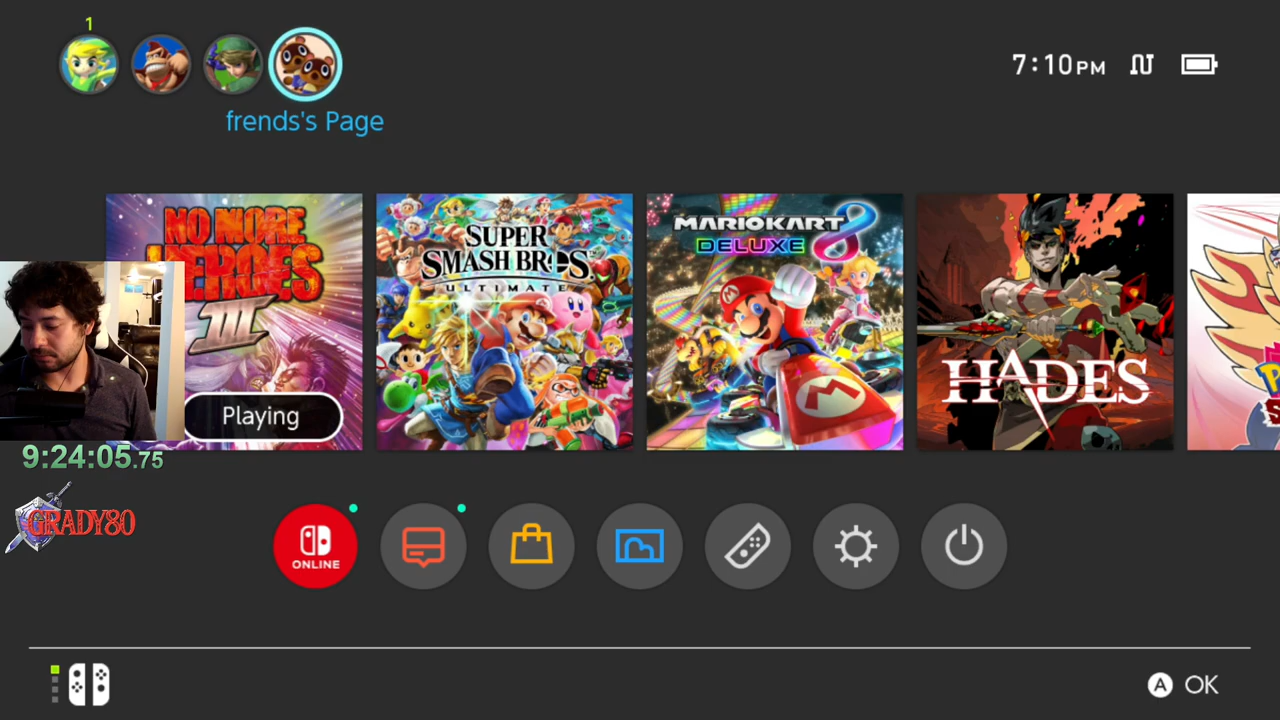 1
7:10PM
frends's Page
NO MORE
HEROES
III
Playing
SUPER
SMASH BROS.
ULTIMATE
MARIOKART 8
DELUXE
HADES
9:24:05.75
GRADY80
ONLINE
A OK